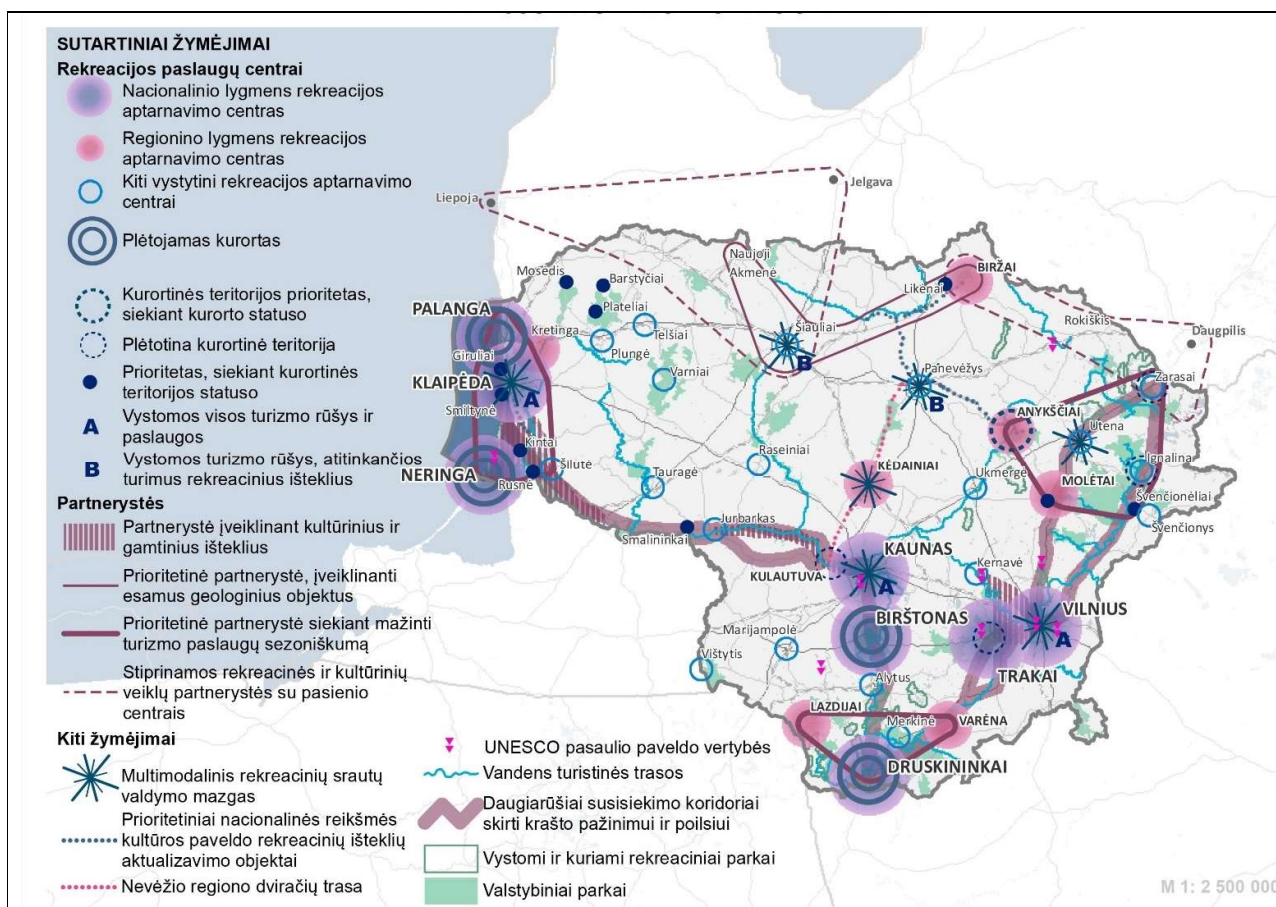 SUTARTINIAI ŽYMĖJIMAI
Rekreacijos paslaugų centrai
Nacionalinio lygmens rekreacijos
aptarnavimo centras
Regionino lygmens rekreacijos
aptarnavimo centras
Kiti vystytini rekreacijos aptarnavimo
centrai
Plėtojamas kurortas
Kurortinės teritorijos prioritetas,
siekiant kurorto statuso
Plėtotina kurortinė teritorija
Prioritetas, siekiant kurortinės
teritorijos statuso
A Vystomos visos turizmo rūšys ir
paslaugos
B Vystomos turizmo rūšys, atitinkančios
turimus rekreacinius išteklius
Partnerystės
Partnerystė įveiklinant kultūrinius ir
gamtinius išteklius
Prioritetinė partnerystė, įveiklinanti
esamus geologinius objektus
Prioritetinė partnerystė siekiant mažinti
turizmo paslaugų sezoniškumą
Stiprinamos rekreacinės ir kultūrinių
veiklų partnerystės su pasienio
centrais
Kiti žymėjimai
Multimodalinis rekreacinių srautų
valdymo mazgas
Prioritetiniai nacionalinės reikšmės
kultūros paveldo rekreacinių išteklių
aktualizavimo objektai
Nevėžio regiono dviračių trasa
UNESCO pasaulio paveldo vertybės
Vandens turistinės trasos
Daugiarūšiai susisiekimo koridoriai
skirti krašto pažinimui ir poilsiui
Vystomi ir kuriami rekreaciniai parkai
Valstybiniai parkai
Liepoja
Jelgava
Naujoji
Akmenė
Mosėdis
Barstyčiai
Plateliai
BIRŽAI
Likėnai
Rokiškis
Daugpilis
PALANGA
Kretinga
Telšiai
Plungė
Šiauliai
B
Giruliai
KLAIPĖDA
A
Smiltynė
Varniai
Panevėžys
B
Zarasai
ANYKŠČIAI
Utena
Kintai
Šilutė
NERINGA
Rusnė
Tauragė
Raseiniai
KĖDAINIAI
Ukmergė
MOLĖTAI
Ignalina
Švenčionėliai
Švenčionys
Smalininkai
Jurbarkas
KULAUTUVA
KAUNAS
A
Kernavė
BIRŠTONAS
VILNIUS
A
Marijampolė
Vištytis
TRAKAI
Alytus
LAZDIJAI
Merkinė
VARĖNA
DRUSKININKAI
M 1: 2 500 000